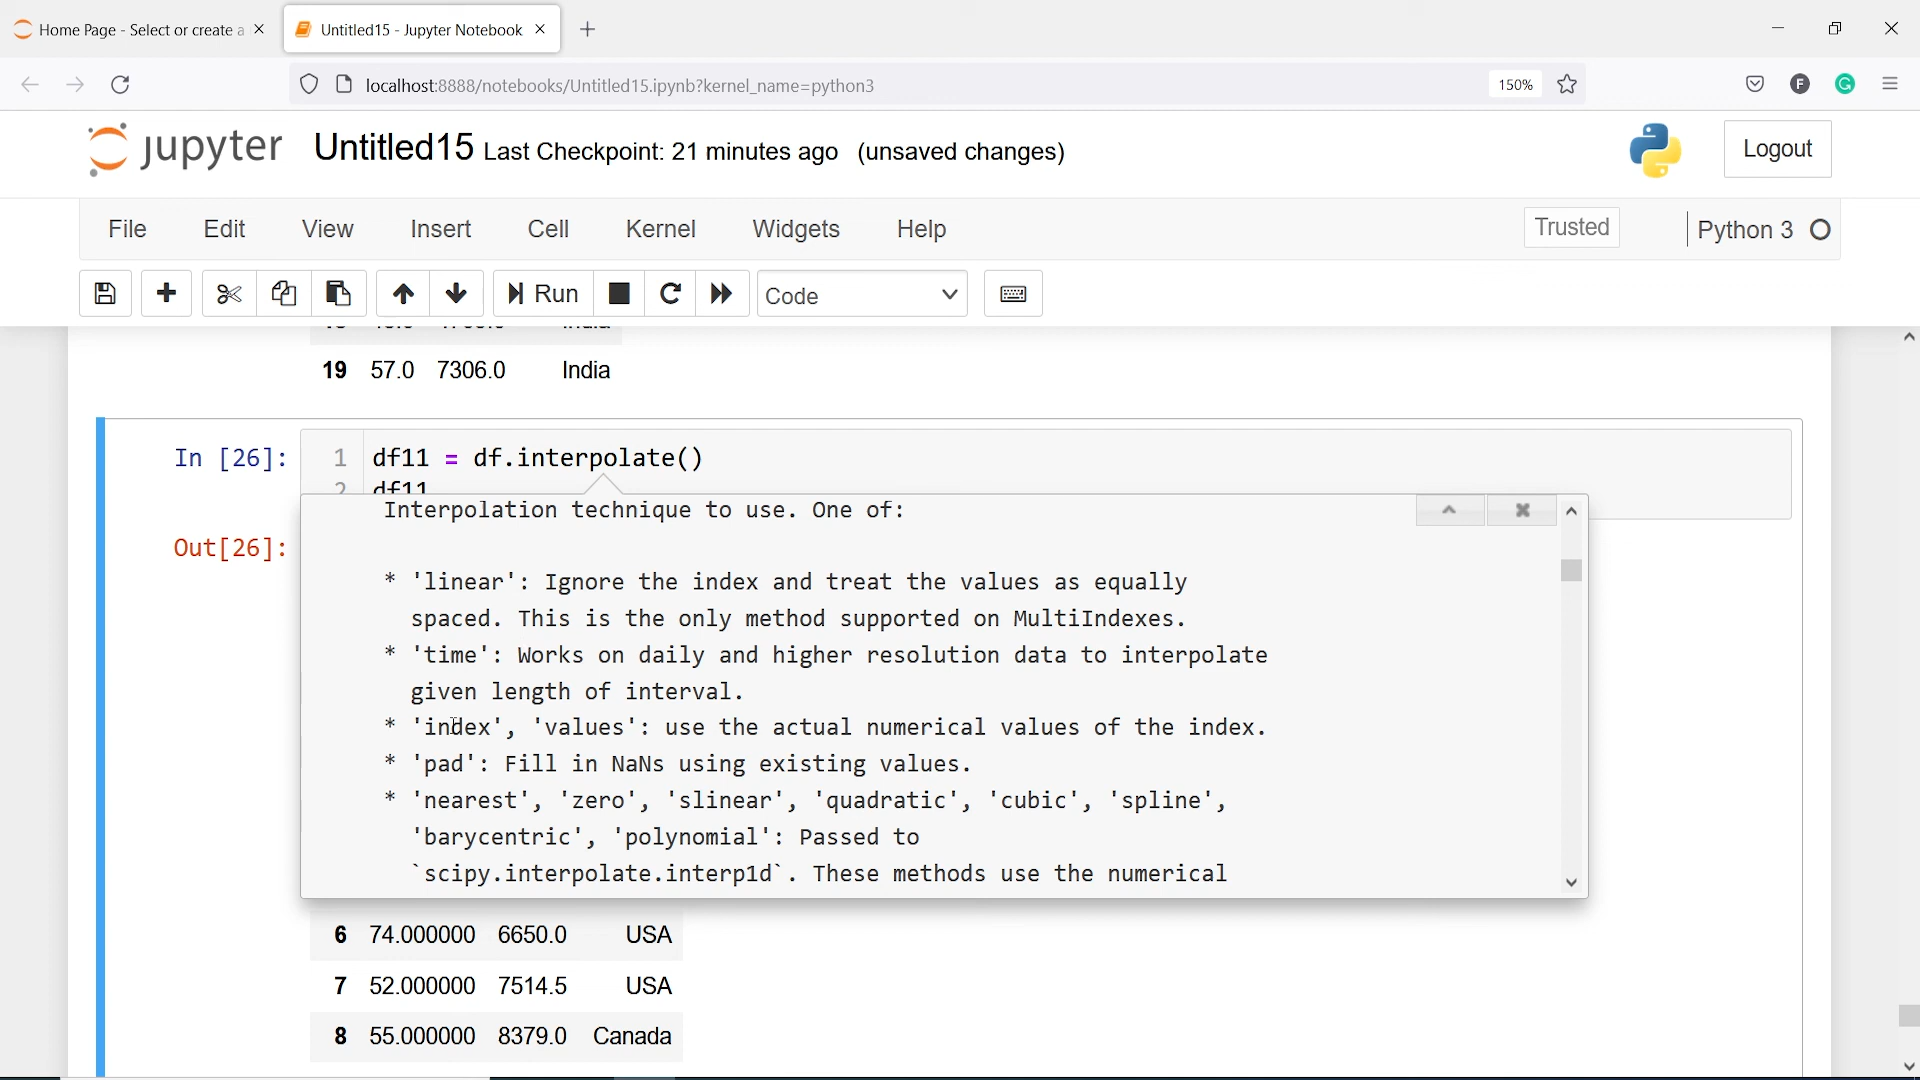 Home Page - Select or create a
Untitled15 - Jupyter Notebook
localhost:8888/notebooks/Untitled15.ipynb?kernel_name=python3
150%
F
G
jupyter Untitled15 Last Checkpoint: 21 minutes ago (unsaved changes)
Logout
File Edit View Insert Cell Kernel Widgets Help
Trusted
Python 3
Run
Code
19 57.0 7306.0 India
In [26]: 1 df11 = df.interpolate()
2 df11
Interpolation technique to use. One of:
Out[26]:
* 'linear': Ignore the index and treat the values as equally
spaced. This is the only method supported on MultiIndexes.
* 'time': Works on daily and higher resolution data to interpolate
given length of interval.
* 'index', 'values': use the actual numerical values of the index.
* 'pad': Fill in NaNs using existing values.
* 'nearest', 'zero', 'slinear', 'quadratic', 'cubic', 'spline',
'barycentric', 'polynomial': Passed to
`scipy.interpolate.interp1d`. These methods use the numerical
6 74.000000 6650.0 USA
7 52.000000 7514.5 USA
8 55.000000 8379.0 Canada